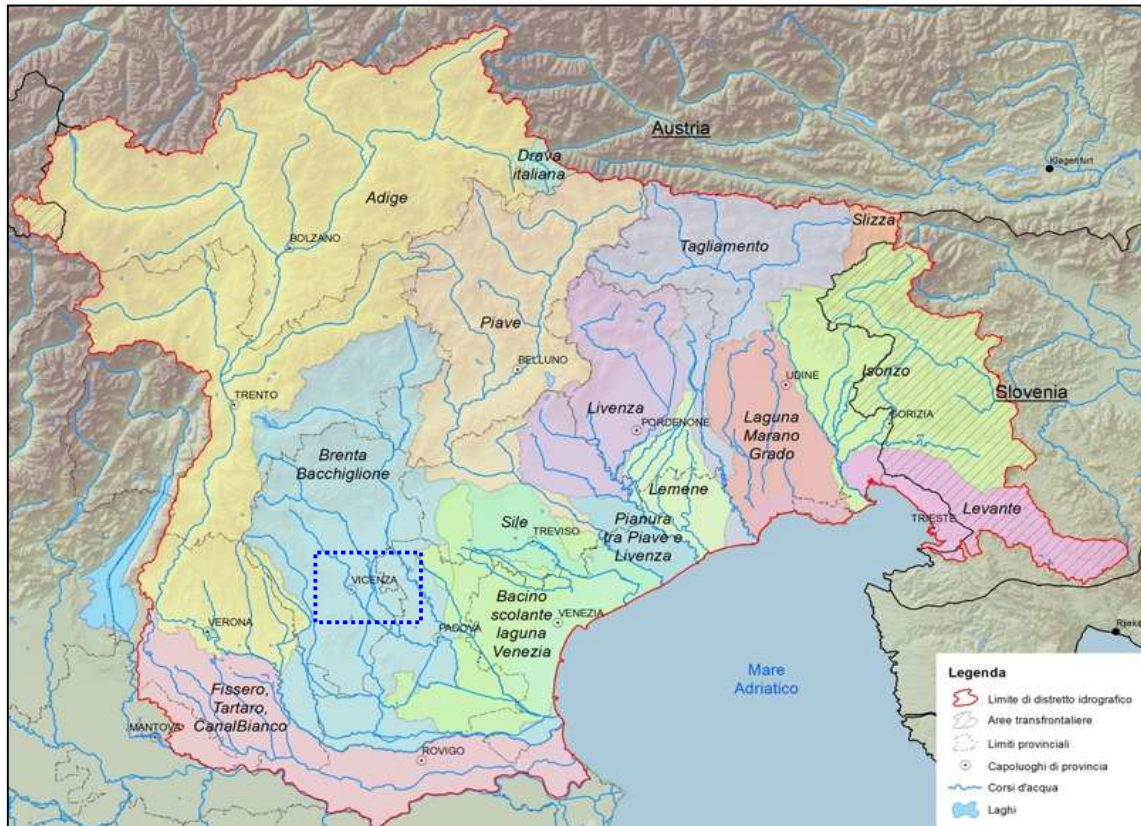 Austria
Klagenfurt
Drava
italiana
Adige
Slizza
Tagliamento
BOLZANO
Piave
BELLUNO
UDINE
Isonzo
Slovenia
TRENTO
Livenza
PORDENONE
GORIZIA
Laguna
Marano
Grado
Brenta
Bacchiglione
Lemene
Levante
Sile
TREVISO
Pianura
tra Piave e
Livenza
TRIESTE
VICENZA
Bacino
scolante
laguna
Venezia
VENEZIA
VERONA
PADOVA
Rijeka
Mare
Adriatico
Fissero,
Tartaro,
CanalBianco
MANTOVA
ROVIGO
Legenda
Limite di distretto idrografico
Aree transfrontaliere
Limiti provinciali
Capoluoghi di provincia
Corsi d'acqua
Laghi